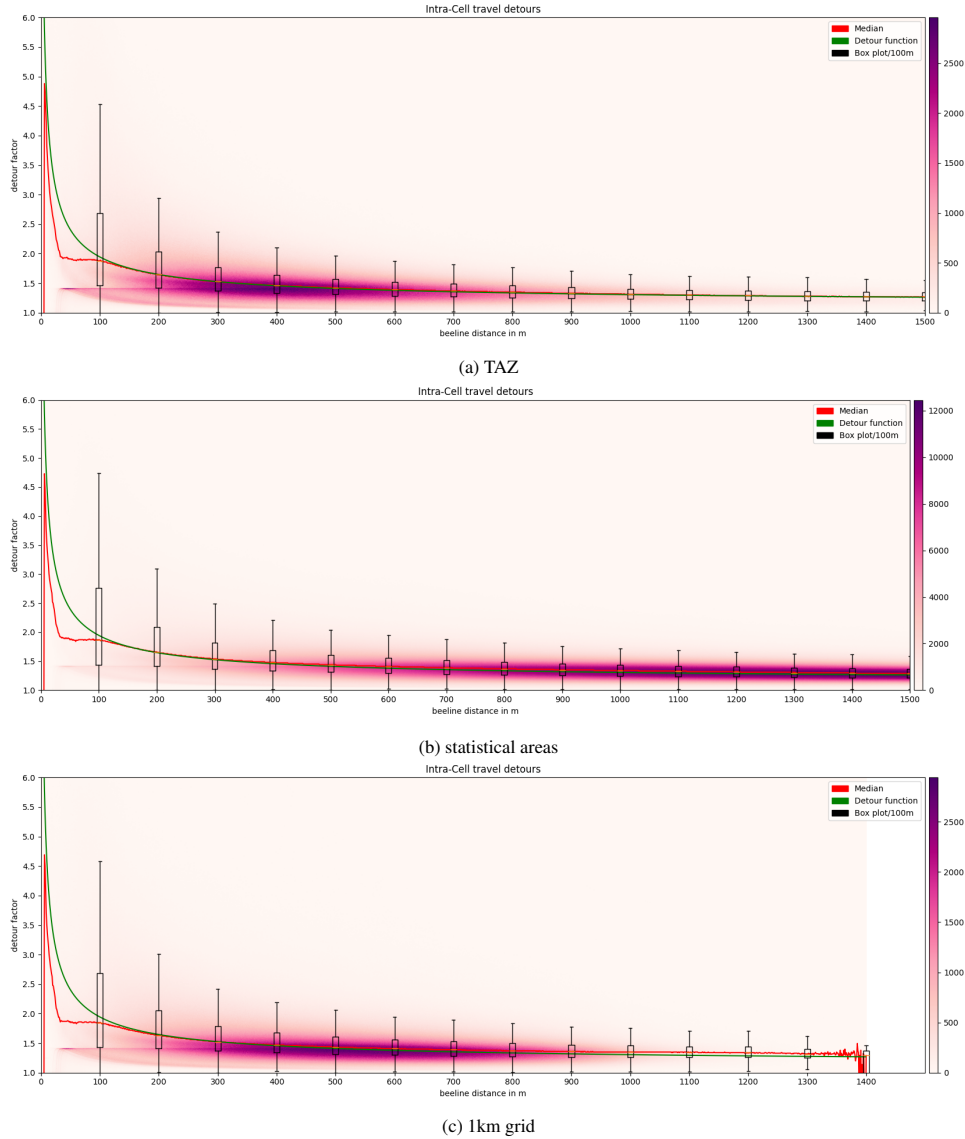 Intra-Cell travel detours
6.0
5.5
5.0
4.5
4.0
3.5
3.0
2.5
2.0
1.5
1.0
detour factor
Median
Detour function
Box plot/100m
2500
2000
1500
1000
500
0
0 100 200 300 400 500 600 700 800 900 1000 1100 1200 1300 1400 1500
beeline distance in m
(a) TAZ
Intra-Cell travel detours
6.0
5.5
5.0
4.5
4.0
3.5
3.0
2.5
2.0
1.5
1.0
detour factor
Median
Detour function
Box plot/100m
12000
10000
8000
6000
4000
2000
0
0 100 200 300 400 500 600 700 800 900 1000 1100 1200 1300 1400 1500
beeline distance in m
(b) statistical areas
Intra-Cell travel detours
6.0
5.5
5.0
4.5
4.0
3.5
3.0
2.5
2.0
1.5
1.0
detour factor
Median
Detour function
Box plot/100m
2500
2000
1500
1000
500
0
0 100 200 300 400 500 600 700 800 900 1000 1100 1200 1300 1400
beeline distance in m
(c) 1km grid